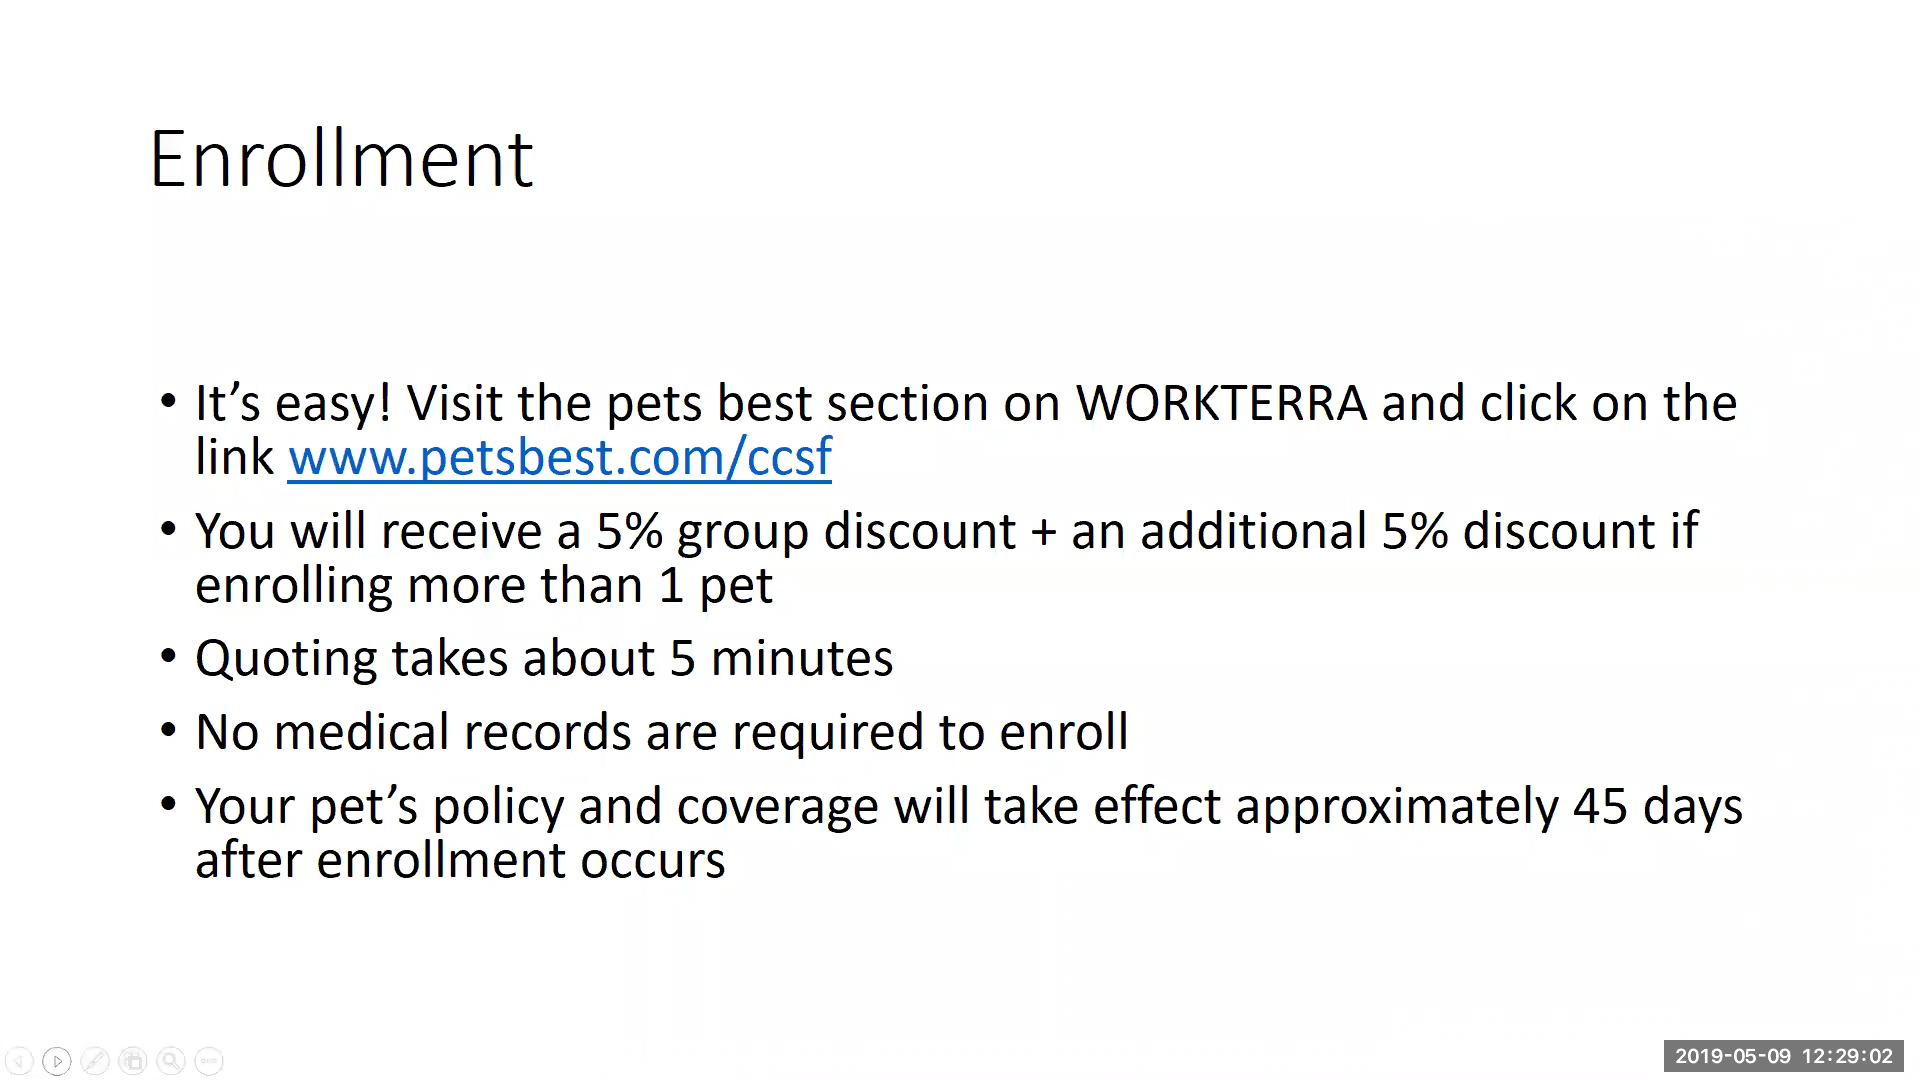 Enrollment
• It’s easy! Visit the pets best section on WORKTERRA and click on the
link www.petsbest.com/ccsf
• You will receive a 5% group discount + an additional 5% discount if
enrolling more than 1 pet
• Quoting takes about 5 minutes
• No medical records are required to enroll
• Your pet’s policy and coverage will take effect approximately 45 days
after enrollment occurs
2019-05-09 12:29:02